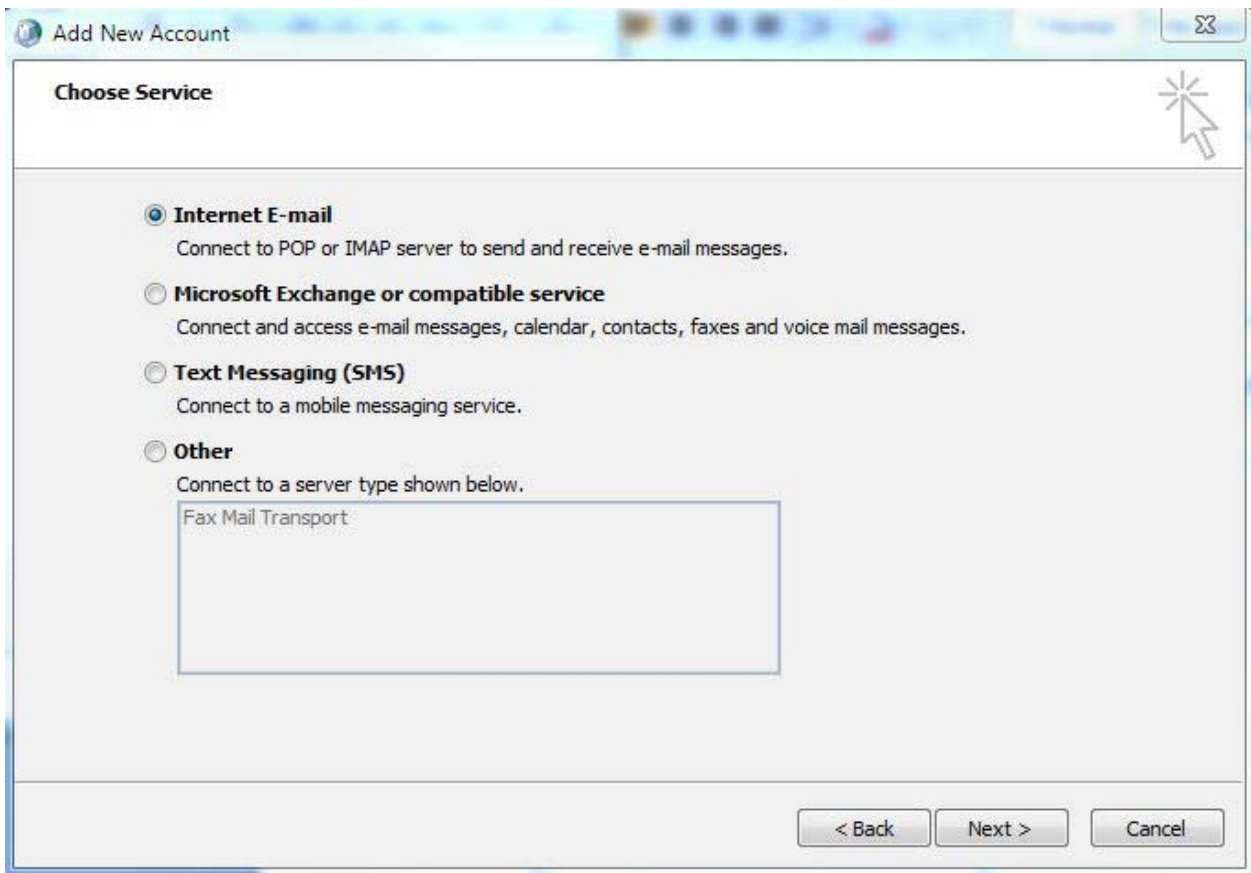 Add New Account
Choose Service
Internet E-mail
Connect to POP or IMAP server to send and receive e-mail messages.
Microsoft Exchange or compatible service
Connect and access e-mail messages, calendar, contacts, faxes and voice mail messages.
Text Messaging (SMS)
Connect to a mobile messaging service.
Other
Connect to a server type shown below.
Fax Mail Transport
< Back Next > Cancel